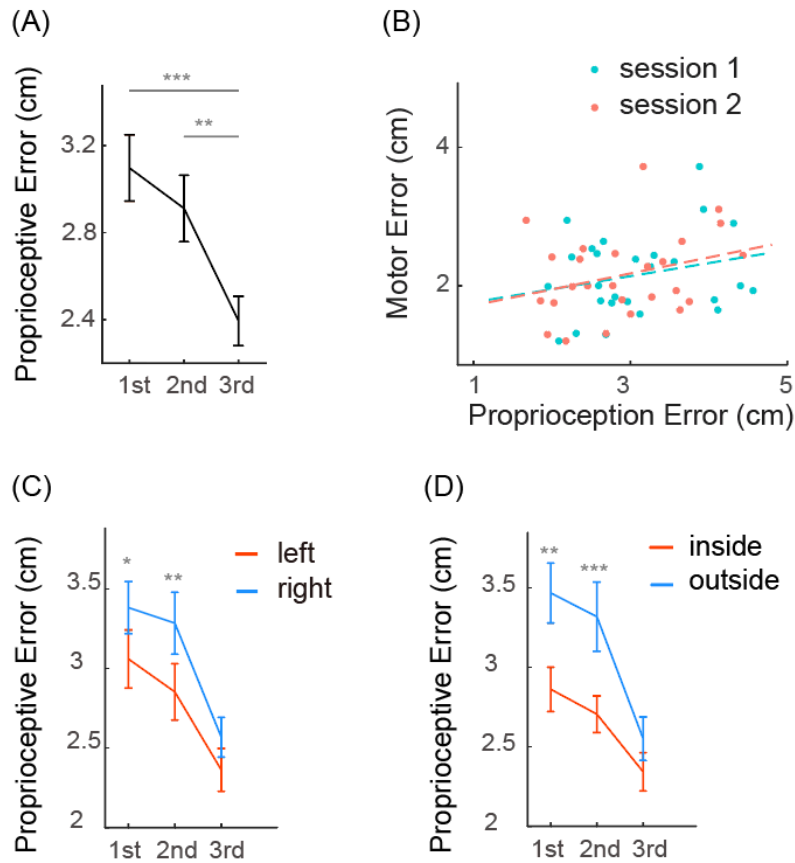 (A)
***
**
Proprioceptive Error (cm)
3.2
2.8
2.4
1st 2nd 3rd
(B)
session 1
session 2
Motor Error (cm)
4
2
1 3 5
Proprioception Error (cm)
(C)
*
**
left
right
Proprioceptive Error (cm)
3.5
3
2.5
2
1st 2nd 3rd
(D)
**
***
inside
outside
Proprioceptive Error (cm)
3.5
3
2.5
2
1st 2nd 3rd